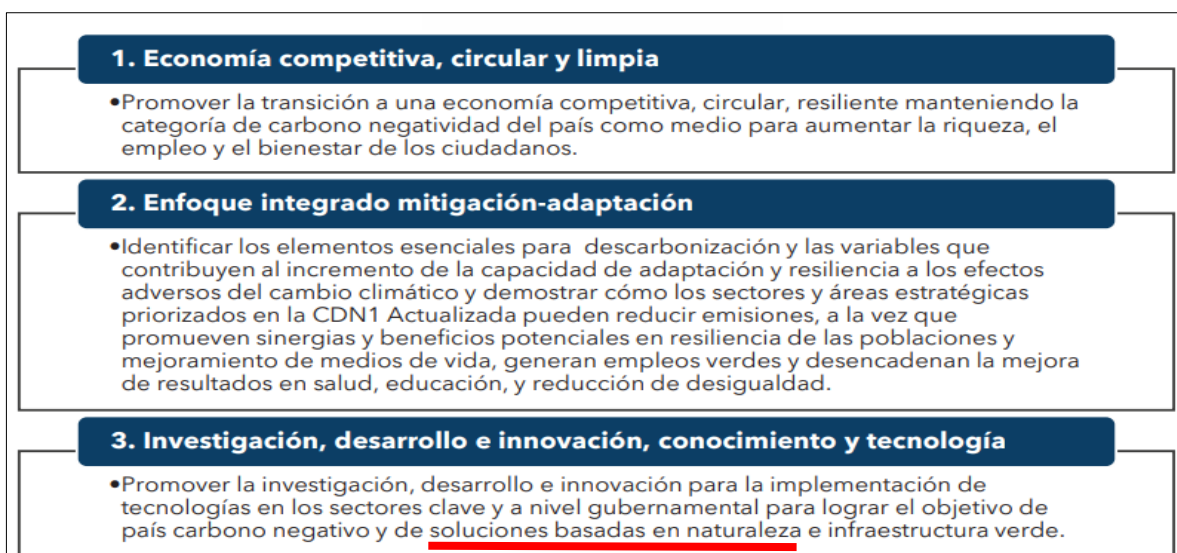 1. Economía competitiva, circular y limpia
•Promover la transición a una economía competitiva, circular, resiliente manteniendo la
categoría de carbono negatividad del país como medio para aumentar la riqueza, el
empleo y el bienestar de los ciudadanos.
2. Enfoque integrado mitigación-adaptación
•Identificar los elementos esenciales para descarbonización y las variables que
contribuyen al incremento de la capacidad de adaptación y resiliencia a los efectos
adversos del cambio climático y demostrar cómo los sectores y áreas estratégicas
priorizados en la CDN1 Actualizada pueden reducir emisiones, a la vez que
promueven sinergias y beneficios potenciales en resiliencia de las poblaciones y
mejoramiento de medios de vida, generan empleos verdes y desencadenan la mejora
de resultados en salud, educación, y reducción de desigualdad.
3. Investigación, desarrollo e innovación, conocimiento y tecnología
•Promover la investigación, desarrollo e innovación para la implementación de
tecnologías en los sectores clave y a nivel gubernamental para lograr el objetivo de
país carbono negativo y de soluciones basadas en naturaleza e infraestructura verde.